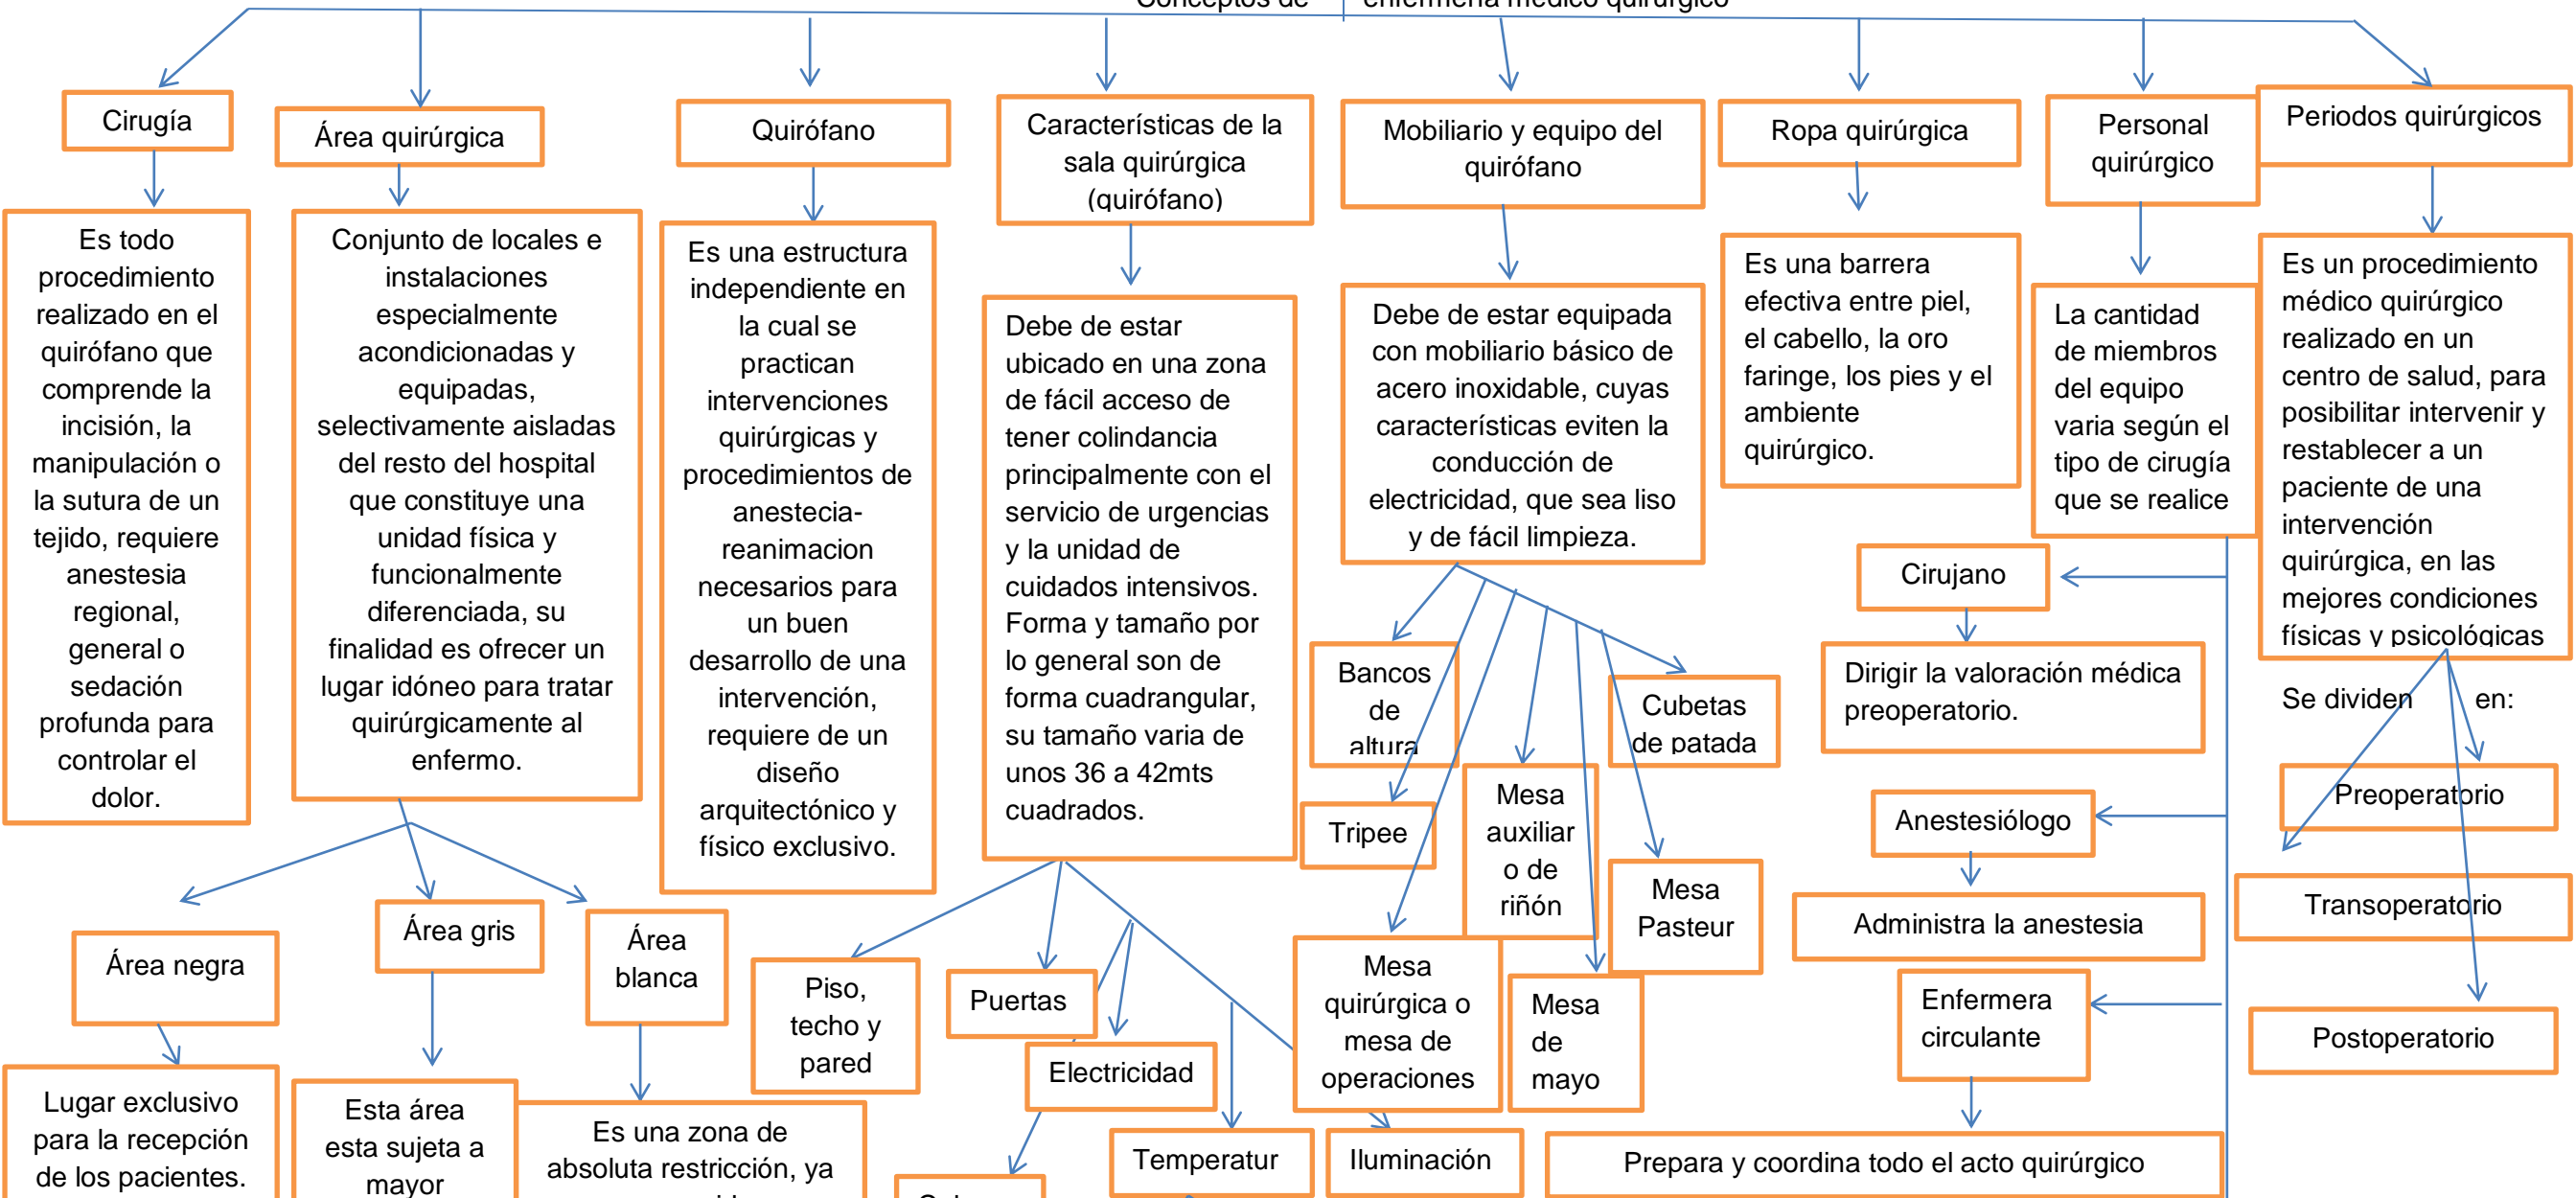 Conceptos de enfermería médico quirúrgico
Cirugía
Área quirúrgica
Quirófano
Características de la
sala quirúrgica
(quirófano)
Mobiliario y equipo del
quirófano
Ropa quirúrgica
Personal
quirúrgico
Periodos quirúrgicos
Es todo
procedimiento
realizado en el
quirófano que
comprende la
incisión, la
manipulación o
la sutura de un
tejido, requiere
anestesia
regional,
general o
sedación
profunda para
controlar el
dolor.
Conjunto de locales e
instalaciones
especialmente
acondicionadas y
equipadas,
selectivamente aisladas
del resto del hospital
que constituye una
unidad física y
funcionalmente
diferenciada, su
finalidad es ofrecer un
lugar idóneo para tratar
quirúrgicamente al
enfermo.
Es una estructura
independiente en
la cual se
practican
intervenciones
quirúrgicas y
procedimientos de
anestecia-
reanimacion
necesarios para
un buen
desarrollo de una
intervención,
requiere de un
diseño
arquitectónico y
físico exclusivo.
Debe de estar
ubicado en una zona
de fácil acceso de
tener colindancia
principalmente con el
servicio de urgencias
y la unidad de
cuidados intensivos.
Forma y tamaño por
lo general son de
forma cuadrangular,
su tamaño varia de
unos 36 a 42mts
cuadrados.
Debe de estar equipada
con mobiliario básico de
acero inoxidable, cuyas
características eviten la
conducción de
electricidad, que sea liso
y de fácil limpieza.
Es una barrera
efectiva entre piel,
el cabello, la oro
faringe, los pies y el
ambiente
quirúrgico.
La cantidad
de miembros
del equipo
varia según el
tipo de cirugía
que se realice
Es un procedimiento
médico quirúrgico
realizado en un
centro de salud, para
posibilitar intervenir y
restablecer a un
paciente de una
intervención
quirúrgica, en las
mejores condiciones
físicas y psicológicas
Se dividen en:
Preoperatorio
Transoperatorio
Postoperatorio
Cirujano
Dirigir la valoración médica
preoperatorio.
Anestesiólogo
Administra la anestesia
Enfermera
circulante
Prepara y coordina todo el acto quirúrgico
Bancos
de
altura
Tripee
Mesa
quirúrgica o
mesa de
operaciones
Mesa
auxiliar
o de
riñón
Mesa
de
mayo
Mesa
Pasteur
Cubetas
de patada
Piso,
techo y
pared
Puertas
Electricidad
Temperatur
Iluminación
Área negra
Área gris
Área
blanca
Lugar exclusivo
para la recepción
de los pacientes.
Esta área
esta sujeta a
mayor
Es una zona de
absoluta restricción, ya